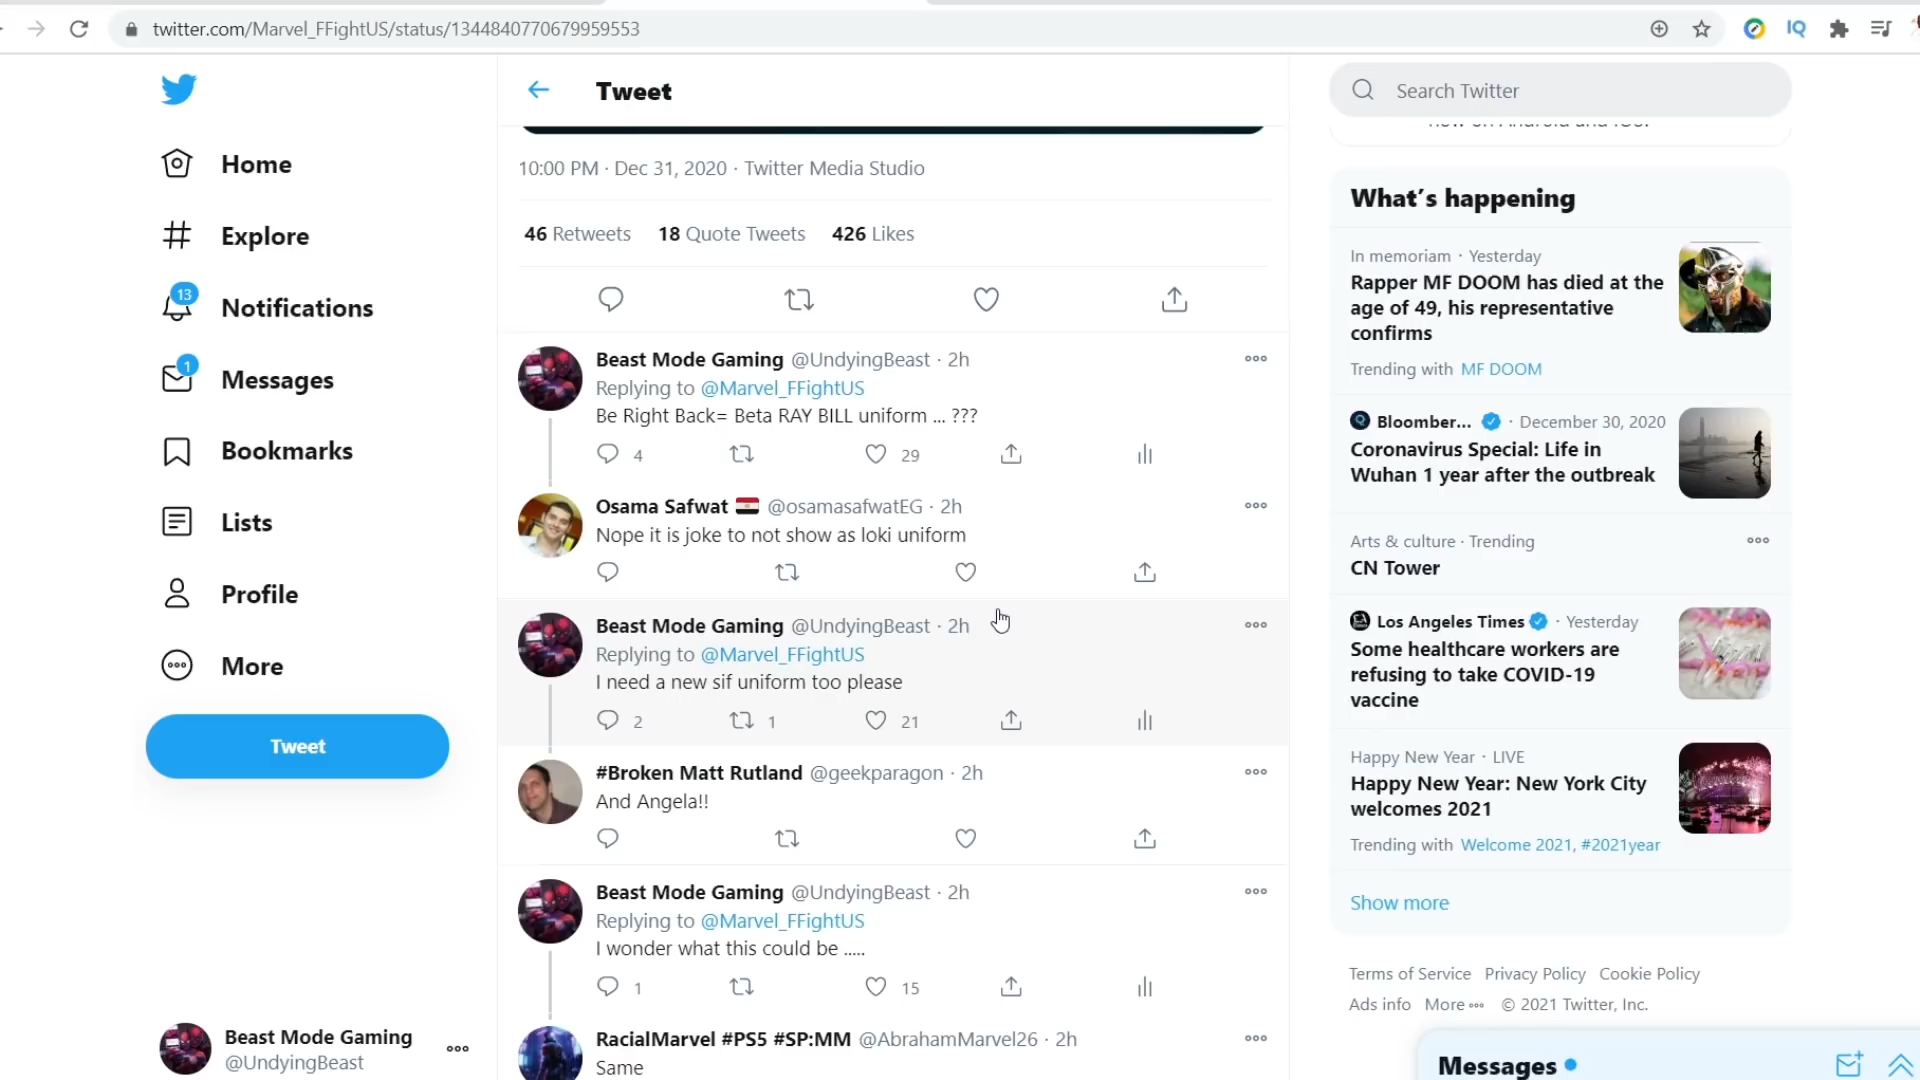 twitter.com/Marvel_FFightUS/status/1344840770679959553
IQ
Home
Explore
13
Notifications
1
Messages
Bookmarks
Lists
Profile
More
Tweet
Beast Mode Gaming
@UndyingBeast
Tweet
10:00 PM · Dec 31, 2020 · Twitter Media Studio
46 Retweets 18 Quote Tweets 426 Likes
Beast Mode Gaming @UndyingBeast · 2h
Replying to @Marvel_FFightUS
Be Right Back= Beta RAY BILL uniform ... ???
4 29
Osama Safwat @osamasafwatEG · 2h
Nope it is joke to not show as loki uniform
Beast Mode Gaming @UndyingBeast · 2h
Replying to @Marvel_FFightUS
I need a new sif uniform too please
2 1 21
#Broken Matt Rutland @geekparagon · 2h
And Angela!!
Beast Mode Gaming @UndyingBeast · 2h
Replying to @Marvel_FFightUS
I wonder what this could be .....
1 15
RacialMarvel #PS5 #SP:MM @AbrahamMarvel26 · 2h
Same
Search Twitter
What's happening
In memoriam · Yesterday
Rapper MF DOOM has died at the
age of 49, his representative
confirms
Trending with MF DOOM
Bloomber... · December 30, 2020
Coronavirus Special: Life in
Wuhan 1 year after the outbreak
Arts & culture · Trending
CN Tower
Los Angeles Times · Yesterday
Some healthcare workers are
refusing to take COVID-19
vaccine
Happy New Year · LIVE
Happy New Year: New York City
welcomes 2021
Trending with Welcome 2021, #2021year
Show more
Terms of Service Privacy Policy Cookie Policy
Ads info More © 2021 Twitter, Inc.
Messages